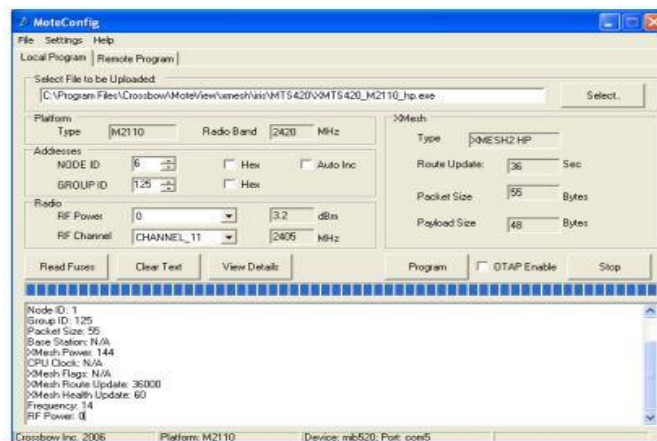 MoteConfig
File Settings Help
Local Program Remote Program
Select File to be Uploaded:
C:\Program Files\Crossbow\MoteView\xmesh\iris\MTS420\XMTS420_M2110_hp.exe Select..
Platform XMesh
Type M2110 Radio Band 2420 MHz Type XMESH2 HP
Addresses
NODE ID 6 Hex Auto Inc Route Update: 36 Sec
GROUP ID 125 Hex Packet Size 55 Bytes
Radio
RF Power 0 3.2 dBm Payload Size 48 Bytes
RF Channel CHANNEL_11 2405 MHz
Read Fuses Clear Text View Details Program OTAP Enable Stop
Node ID: 1
Group ID: 125
Packet Size: 55
Base Station: N/A
XMesh Power: 144
CPU Clock: N/A
XMesh Flags: N/A
XMesh Route Update: 36000
XMesh Health Update: 60
Frequency: 14
RF Power: 0
Crossbow Inc. 2006 Platform: M2110 Device: mib520; Port: com5